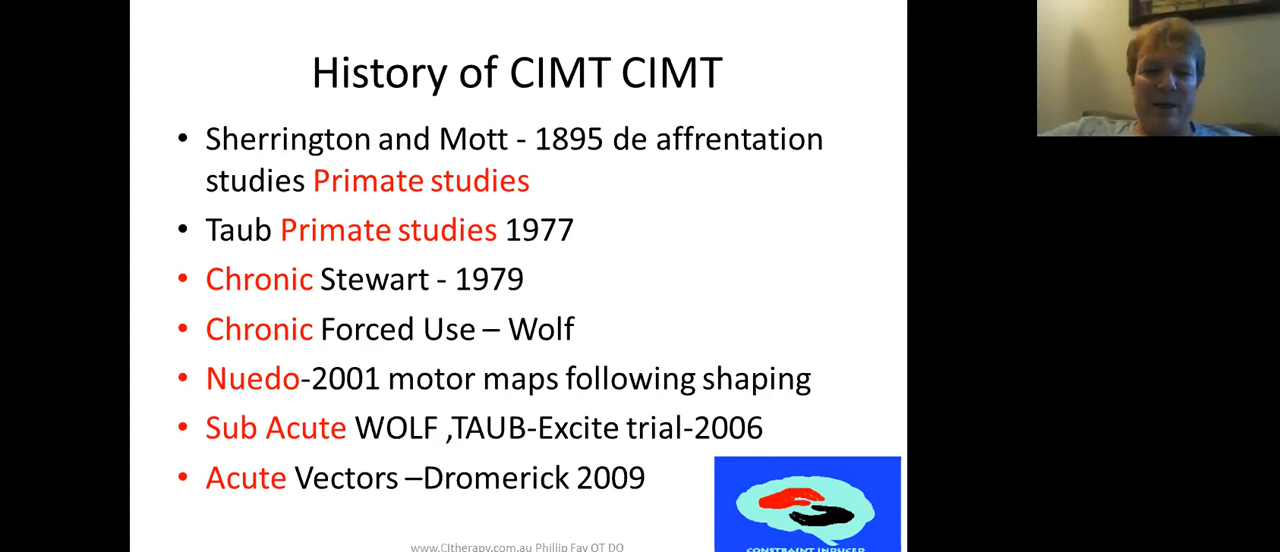 History of CIMT CIMT
• Sherrington and Mott - 1895 de affrentation
studies Primate studies
• Taub Primate studies 1977
• Chronic Stewart - 1979
• Chronic Forced Use – Wolf
• Nuedo-2001 motor maps following shaping
• Sub Acute WOLF ,TAUB-Excite trial-2006
• Acute Vectors –Dromerick 2009
www.CItherapy.com.au Phillip Fay OT DO
CONSTRAINT INDUCED